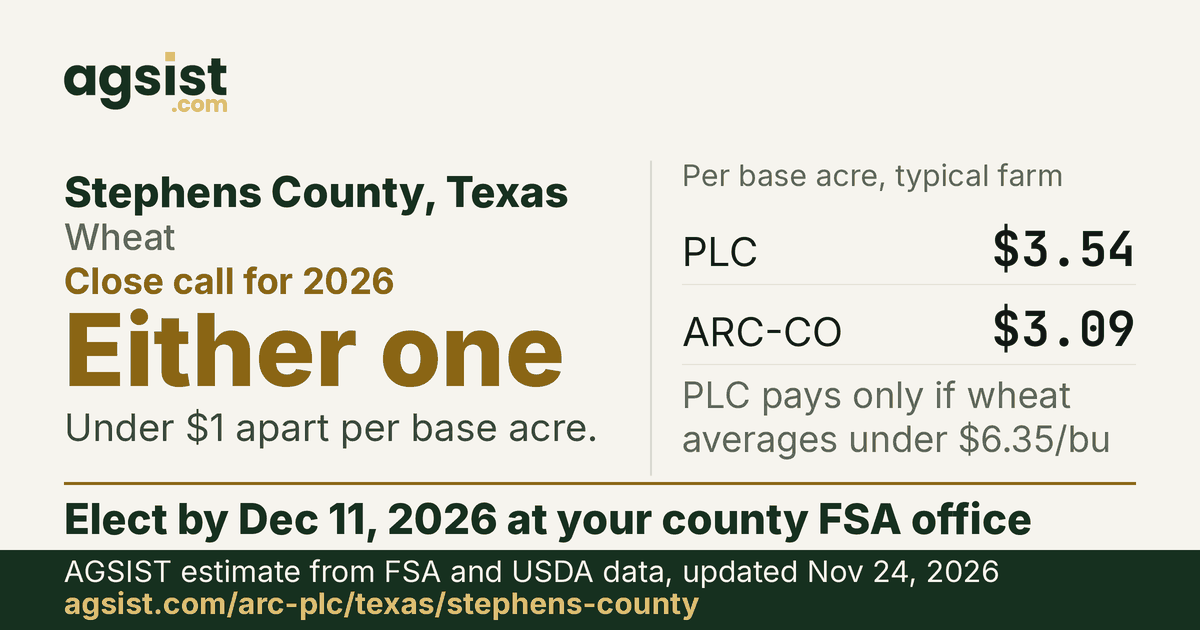 agsist
.com
Stephens County, Texas
Wheat
Close call for 2026
Either one
Under $1 apart per base acre.
Per base acre, typical farm
PLC $3.54
ARC-CO $3.09
PLC pays only if wheat
averages under $6.35/bu
Elect by Dec 11, 2026 at your county FSA office
AGSIST estimate from FSA and USDA data, updated Nov 24, 2026
agsist.com/arc-plc/texas/stephens-county